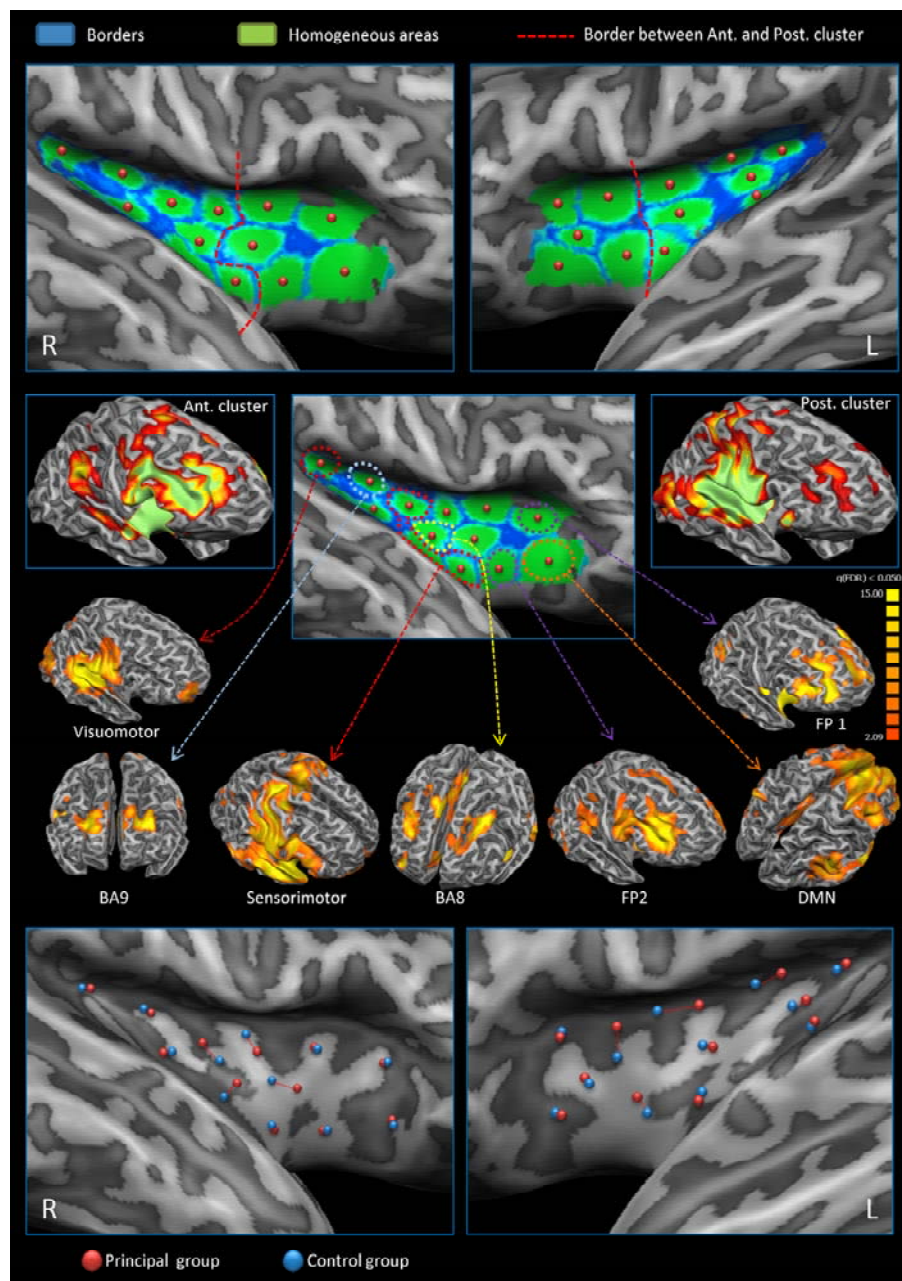 Borders
Homogeneous areas
Border between Ant. and Post. cluster
R
L
Ant. cluster
Post. cluster
q(FDR) < 0.050
15.00
Visuomotor
FP 1
2.09
BA9
Sensorimotor
BA8
FP2
DMN
R
L
Principal group
Control group